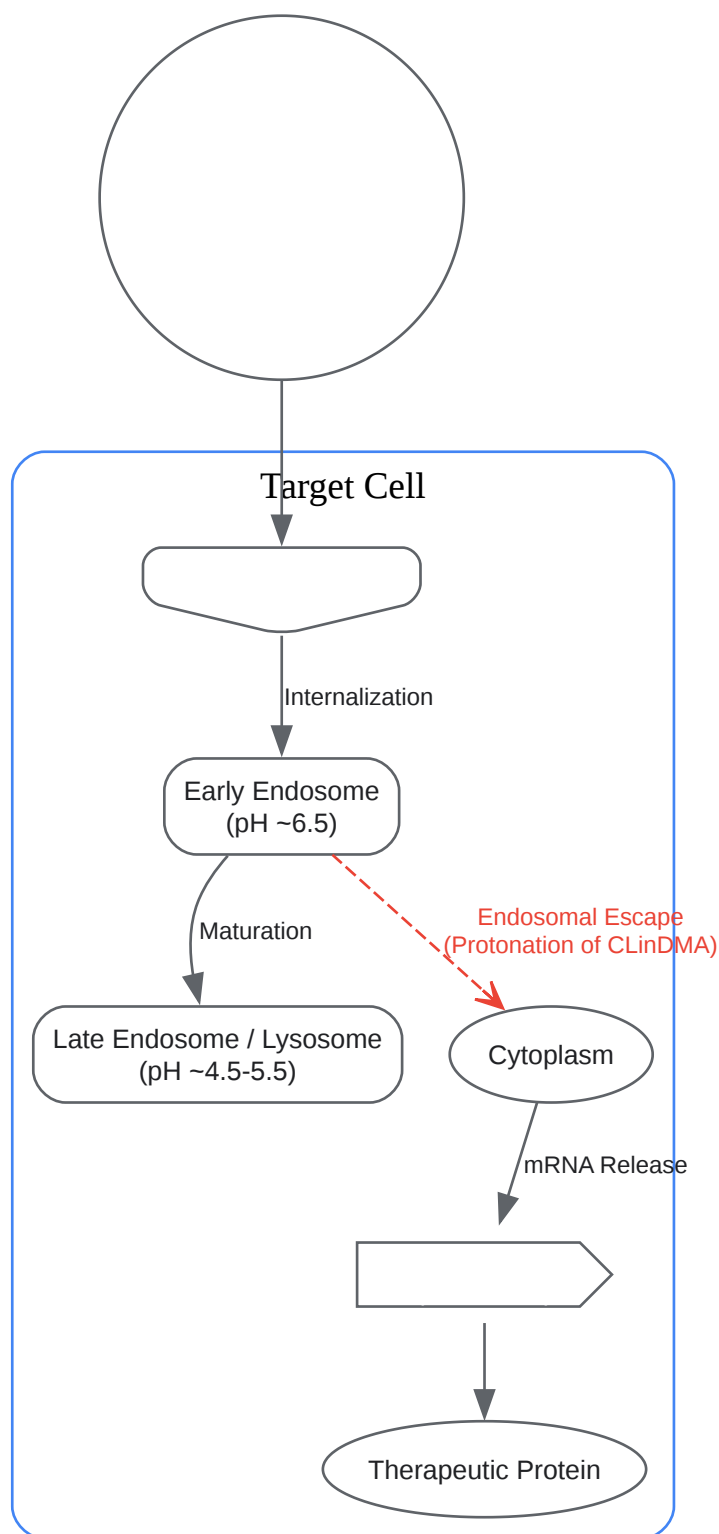 Target Cell
Internalization
Early Endosome
(pH ~6.5)
Maturation
Endosomal Escape
(Protonation of CLinDMA)
Late Endosome / Lysosome
(pH ~4.5-5.5)
Cytoplasm
mRNA Release
Therapeutic Protein